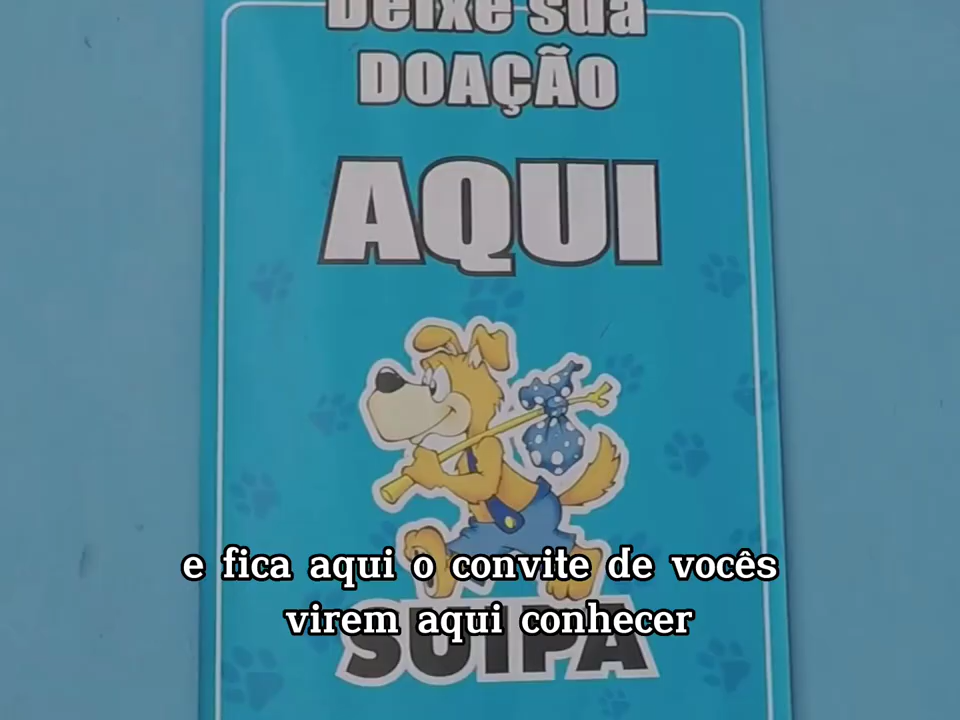 Deixe sua
DOAÇÃO
AQUI
e fica aqui o convite de vocês
virem aqui conhecer
SUIPA